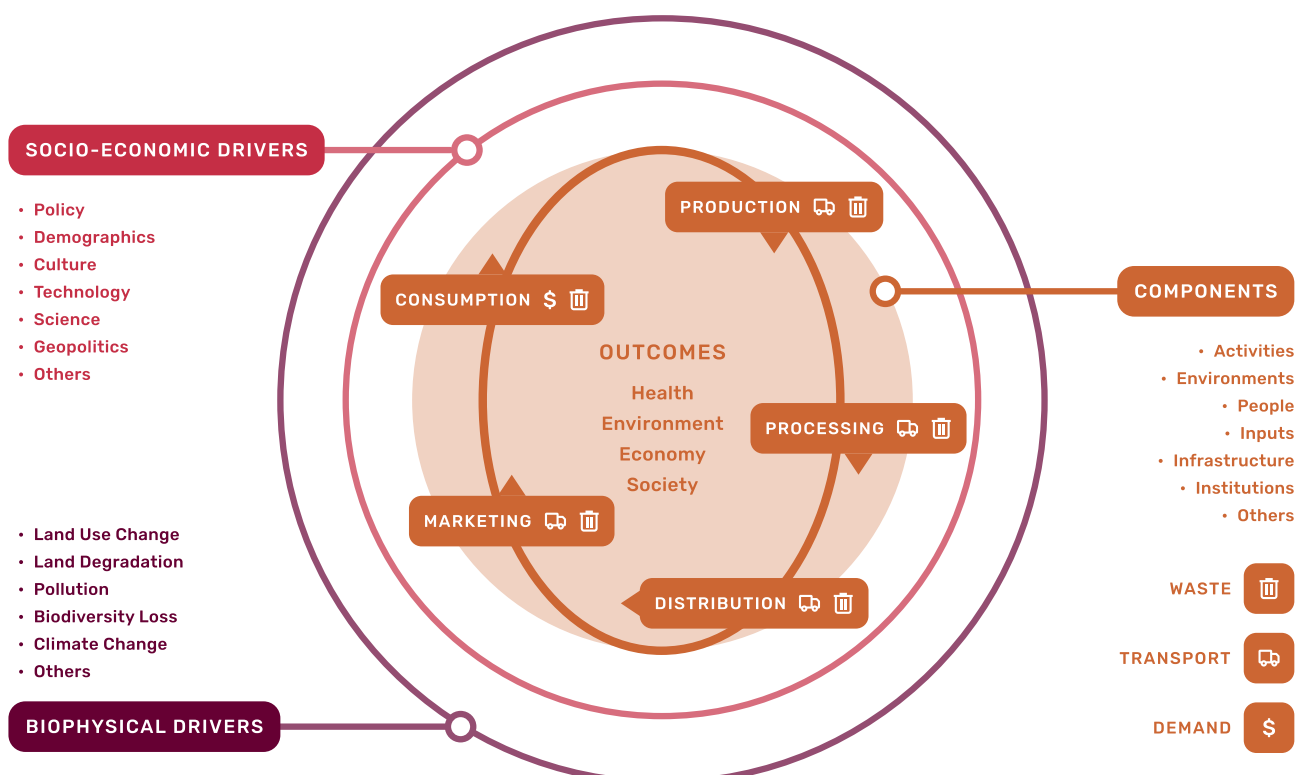 SOCIO-ECONOMIC DRIVERS
• Policy
• Demographics
• Culture
• Technology
• Science
• Geopolitics
• Others
• Land Use Change
• Land Degradation
• Pollution
• Biodiversity Loss
• Climate Change
• Others
BIOPHYSICAL DRIVERS
PRODUCTION
CONSUMPTION $
OUTCOMES
Health
Environment
Economy
Society
PROCESSING
MARKETING
DISTRIBUTION
COMPONENTS
• Activities
• Environments
• People
• Inputs
• Infrastructure
• Institutions
• Others
WASTE
TRANSPORT
DEMAND $